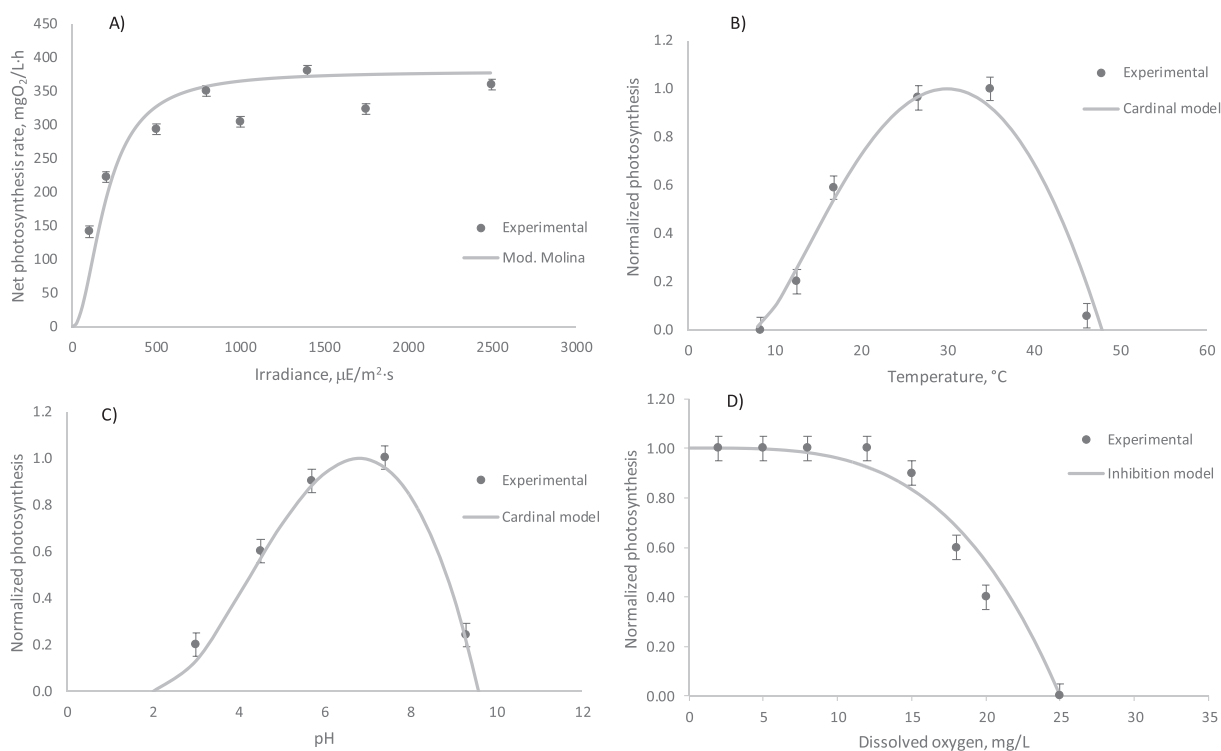 A)
Net photosynthesis rate, mgO₂/L·h
450
400
350
300
250
200
150
100
50
0
0 500 1000 1500 2000 2500 3000
Irradiance, µE/m²·s
Experimental
Mod. Molina
B)
Normalized photosynthesis
1.2
1.0
0.8
0.6
0.4
0.2
0.0
0 10 20 30 40 50 60
Temperature, °C
Experimental
Cardinal model
C)
Normalized photosynthesis
1.2
1.0
0.8
0.6
0.4
0.2
0.0
0 2 4 6 8 10 12
pH
Experimental
Cardinal model
D)
Normalized photosynthesis
1.20
1.00
0.80
0.60
0.40
0.20
0.00
0 5 10 15 20 25 30 35
Dissolved oxygen, mg/L
Experimental
Inhibition model